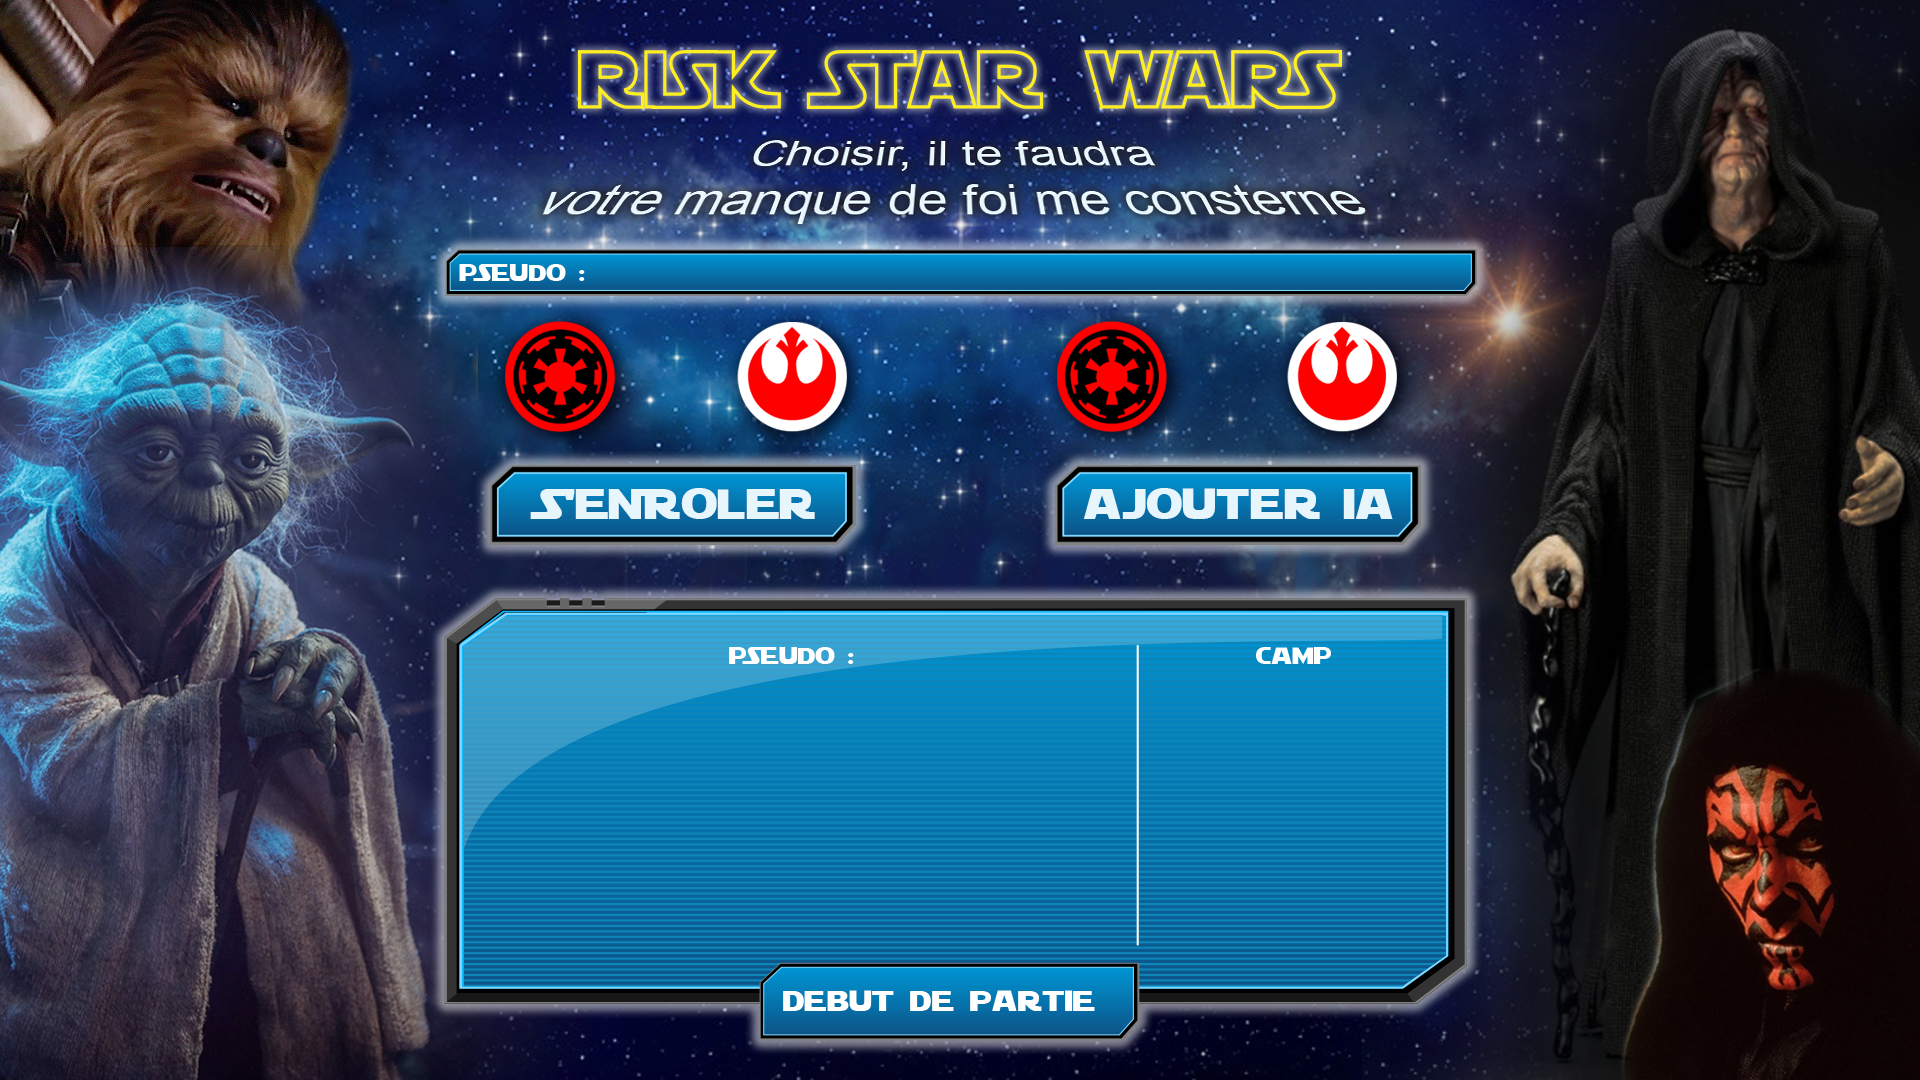 RISK STAR WARS
Choisir, il te faudra
votre manque de foi me consterne
PSEUDO :
S'ENROLER
AJOUTER IA
PSEUDO :
CAMP
DEBUT DE PARTIE